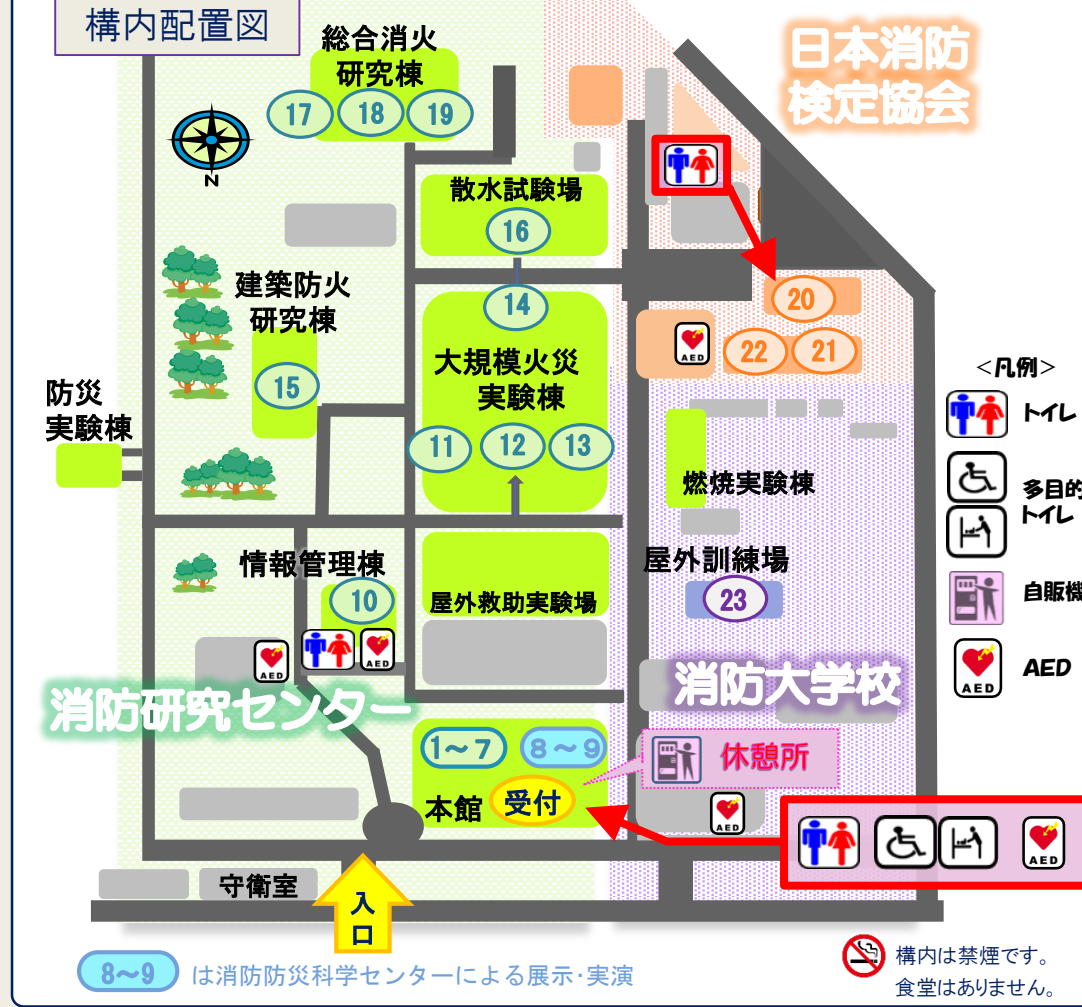 構内配置図
総合消火
研究棟
17
18
19
日本消防
検定協会
N
散水試験場
16
建築防火
研究棟
14
20
大規模火災
実験棟
AED
22
21
15
<凡例>
トイレ
防災
実験棟
11
12
13
燃焼実験棟
多目的
トイレ
情報管理棟
屋外訓練場
自販機
10
屋外救助実験場
23
AED
AED
AED
AED
消防研究センター
消防大学校
1~7
8~9
休憩所
本館
受付
AED
AED
守衛室
入
口
8~9 は消防防災科学センターによる展示・実演
構内は禁煙です。
食堂はありません。